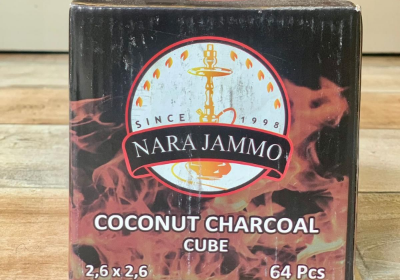 SINCE 1998
NARA JAMMO
COCONUT CHARCOAL
CUBE
2,6 x 2,6 64 Pcs